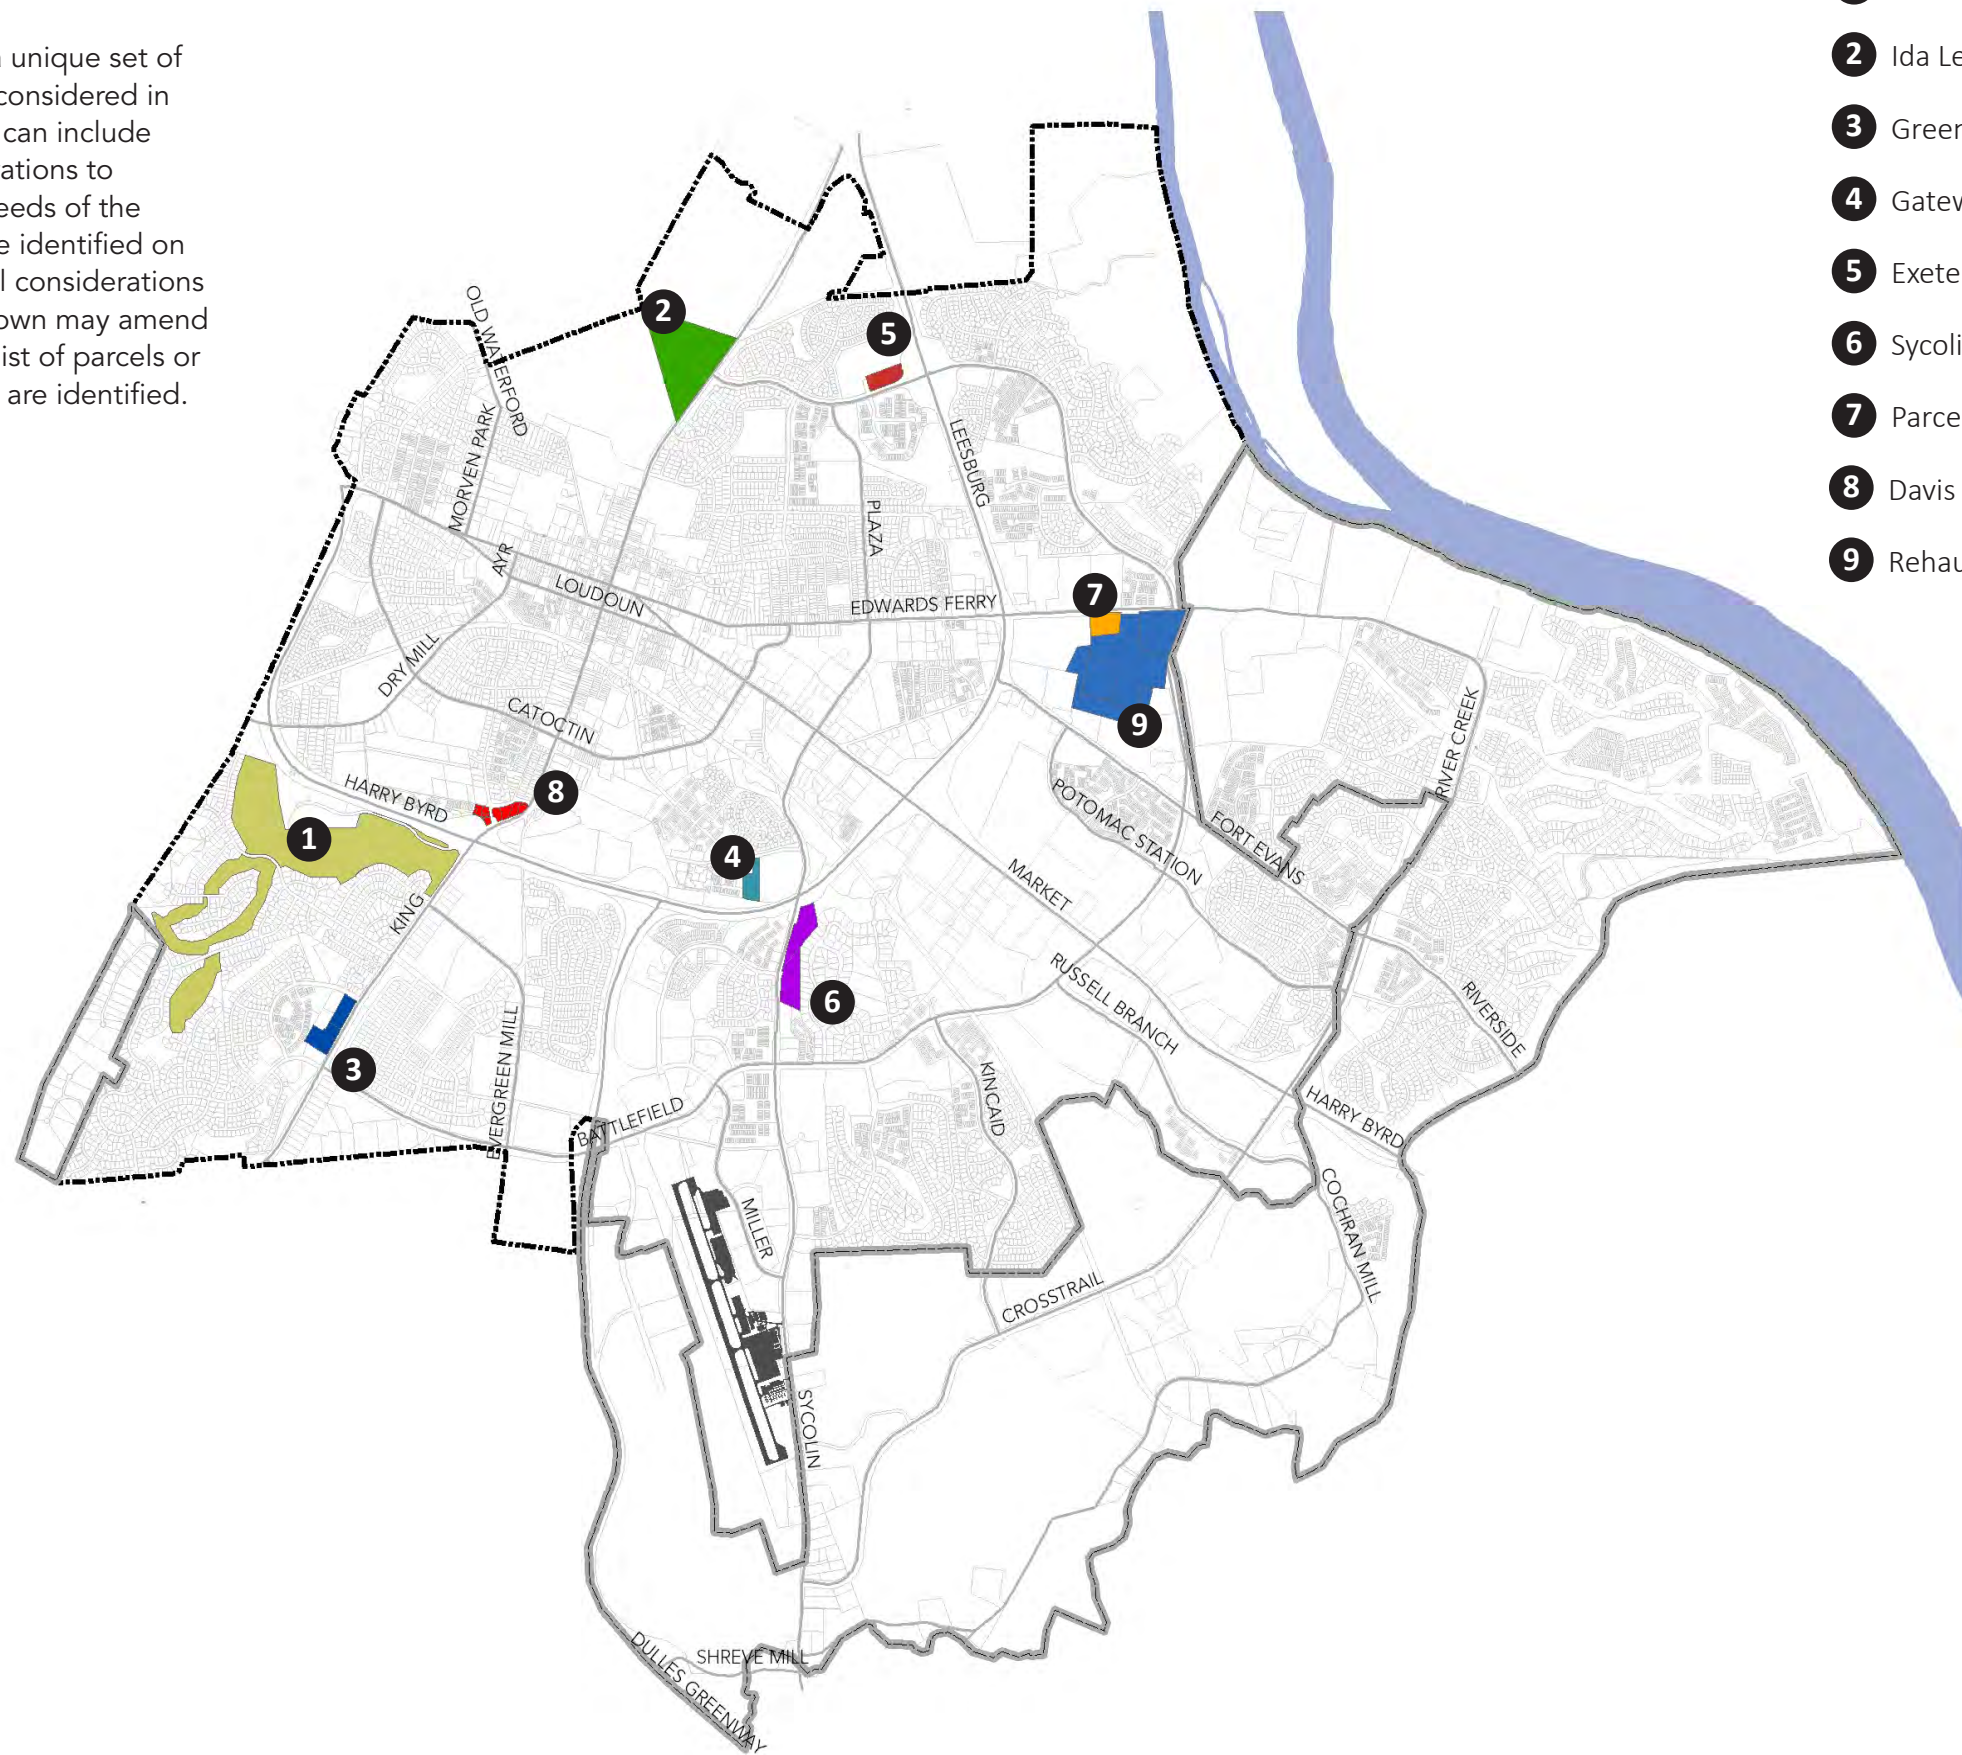 unique set of
considered in
can include
ations to
eeds of the
e identified on
considerations
own may amend
ist of parcels or
are identified.
2 Ida Le
3 Green
4 Gatew
5 Exete
6 Sycoli
7 Parce
8 Davis
9 Rehau
2
5
OLD WATERFORD
MORVEN PARK
LEESBURG
PLAZA
AYR
LOUDOUN
EDWARDS FERRY
7
DRY MILL
CATOCTIN
9
RIVER CREEK
HARRY BYRD
8
1
4
POTOMAC STATION
FORT EVANS
MARKET
KING
6
RUSSELL BRANCH
RIVERSIDE
3
EVERGREEN MILL
KINCAID
BATTLEFIELD
HARRY BYRD
MILLER
COCHRAN MILL
CROSSTRAIL
SYCOLIN
SHREVE MILL
DULLES GREENWAY